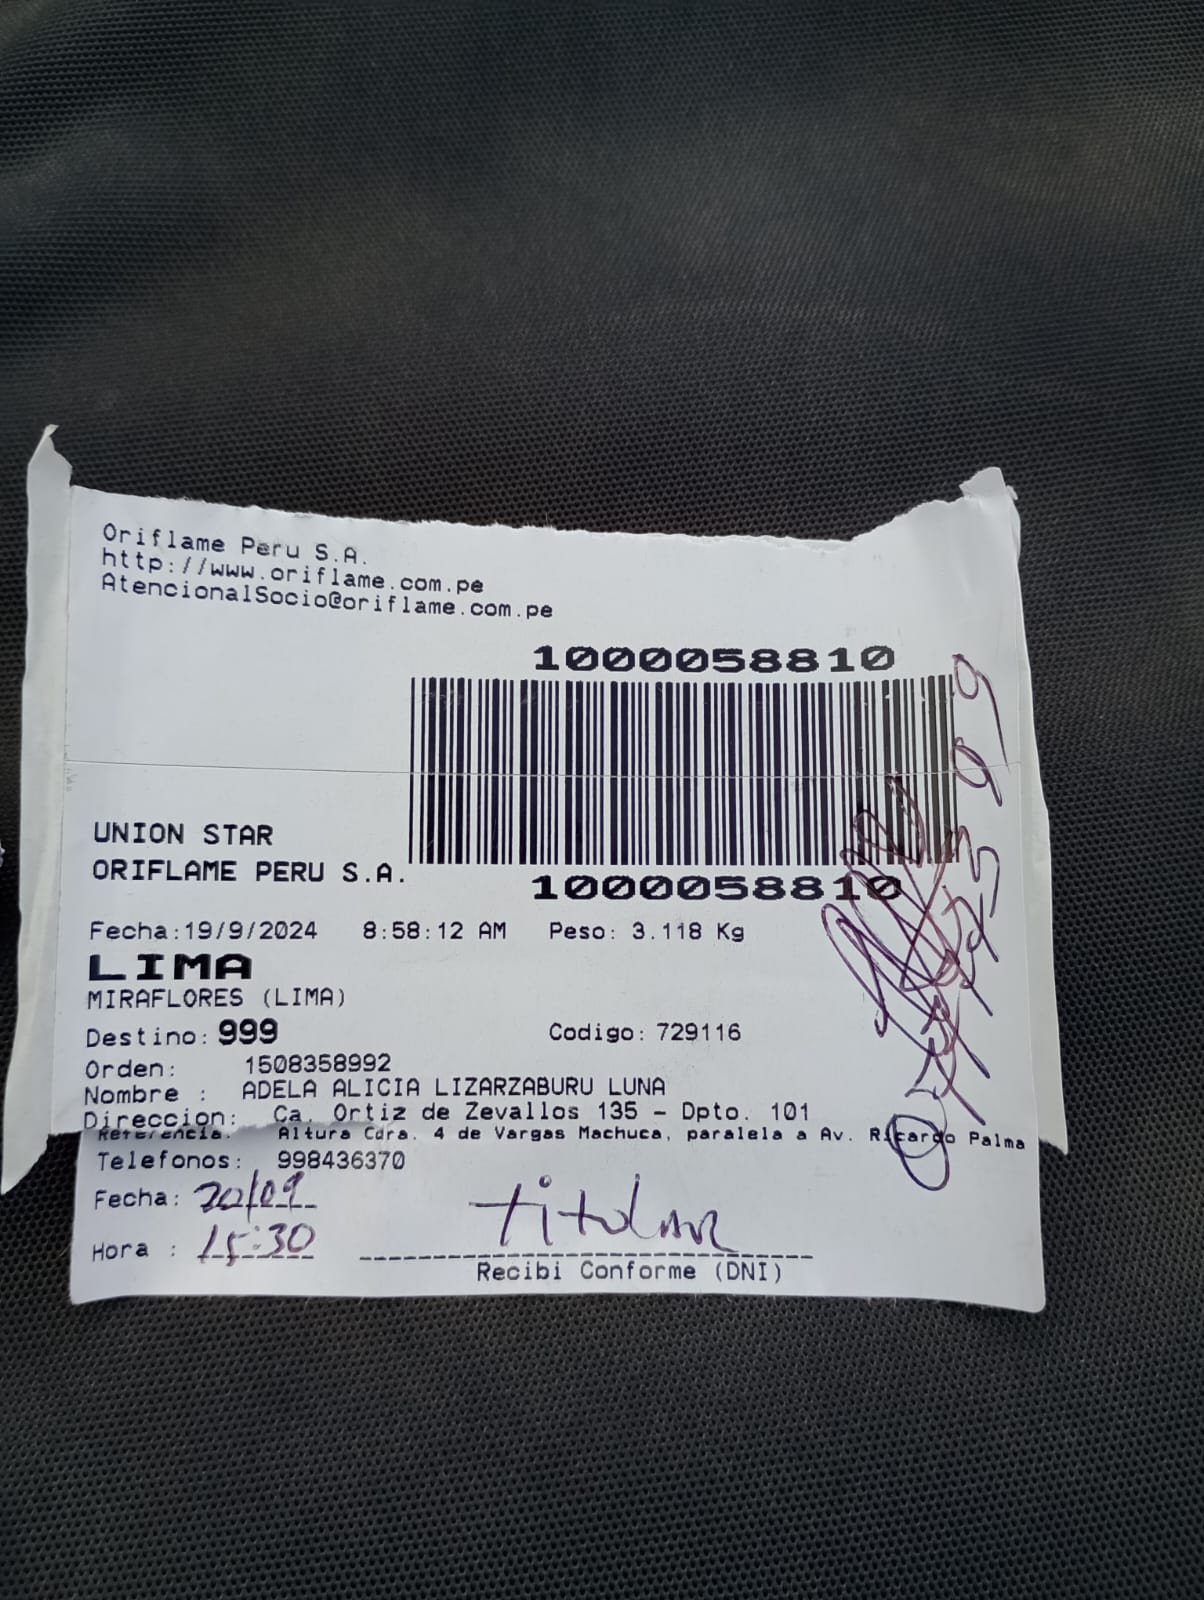 Oriflame Peru S.A.
http://www.oriflame.com.pe
AtencionalSocio@oriflame.com.pe
1000058810
UNION STAR
ORIFLAME PERU S.A.
1000058810
Fecha:19/9/2024 8:58:12 AM Peso: 3.118 Kg
LIMA
MIRAFLORES (LIMA)
Destino: 999 Codigo: 729116
Orden: 1508358992
Nombre : ADELA ALICIA LIZARZABURU LUNA
Direccion: Ca. Ortiz de Zevallos 135 - Dpto. 101
Referencia. Altura Cdra. 4 de Vargas Machuca, paralela a Av. Ricardo Palma
Telefonos: 998436370
Fecha: 20/09
Hora : 15:30
titular
Recibi Conforme (DNI)